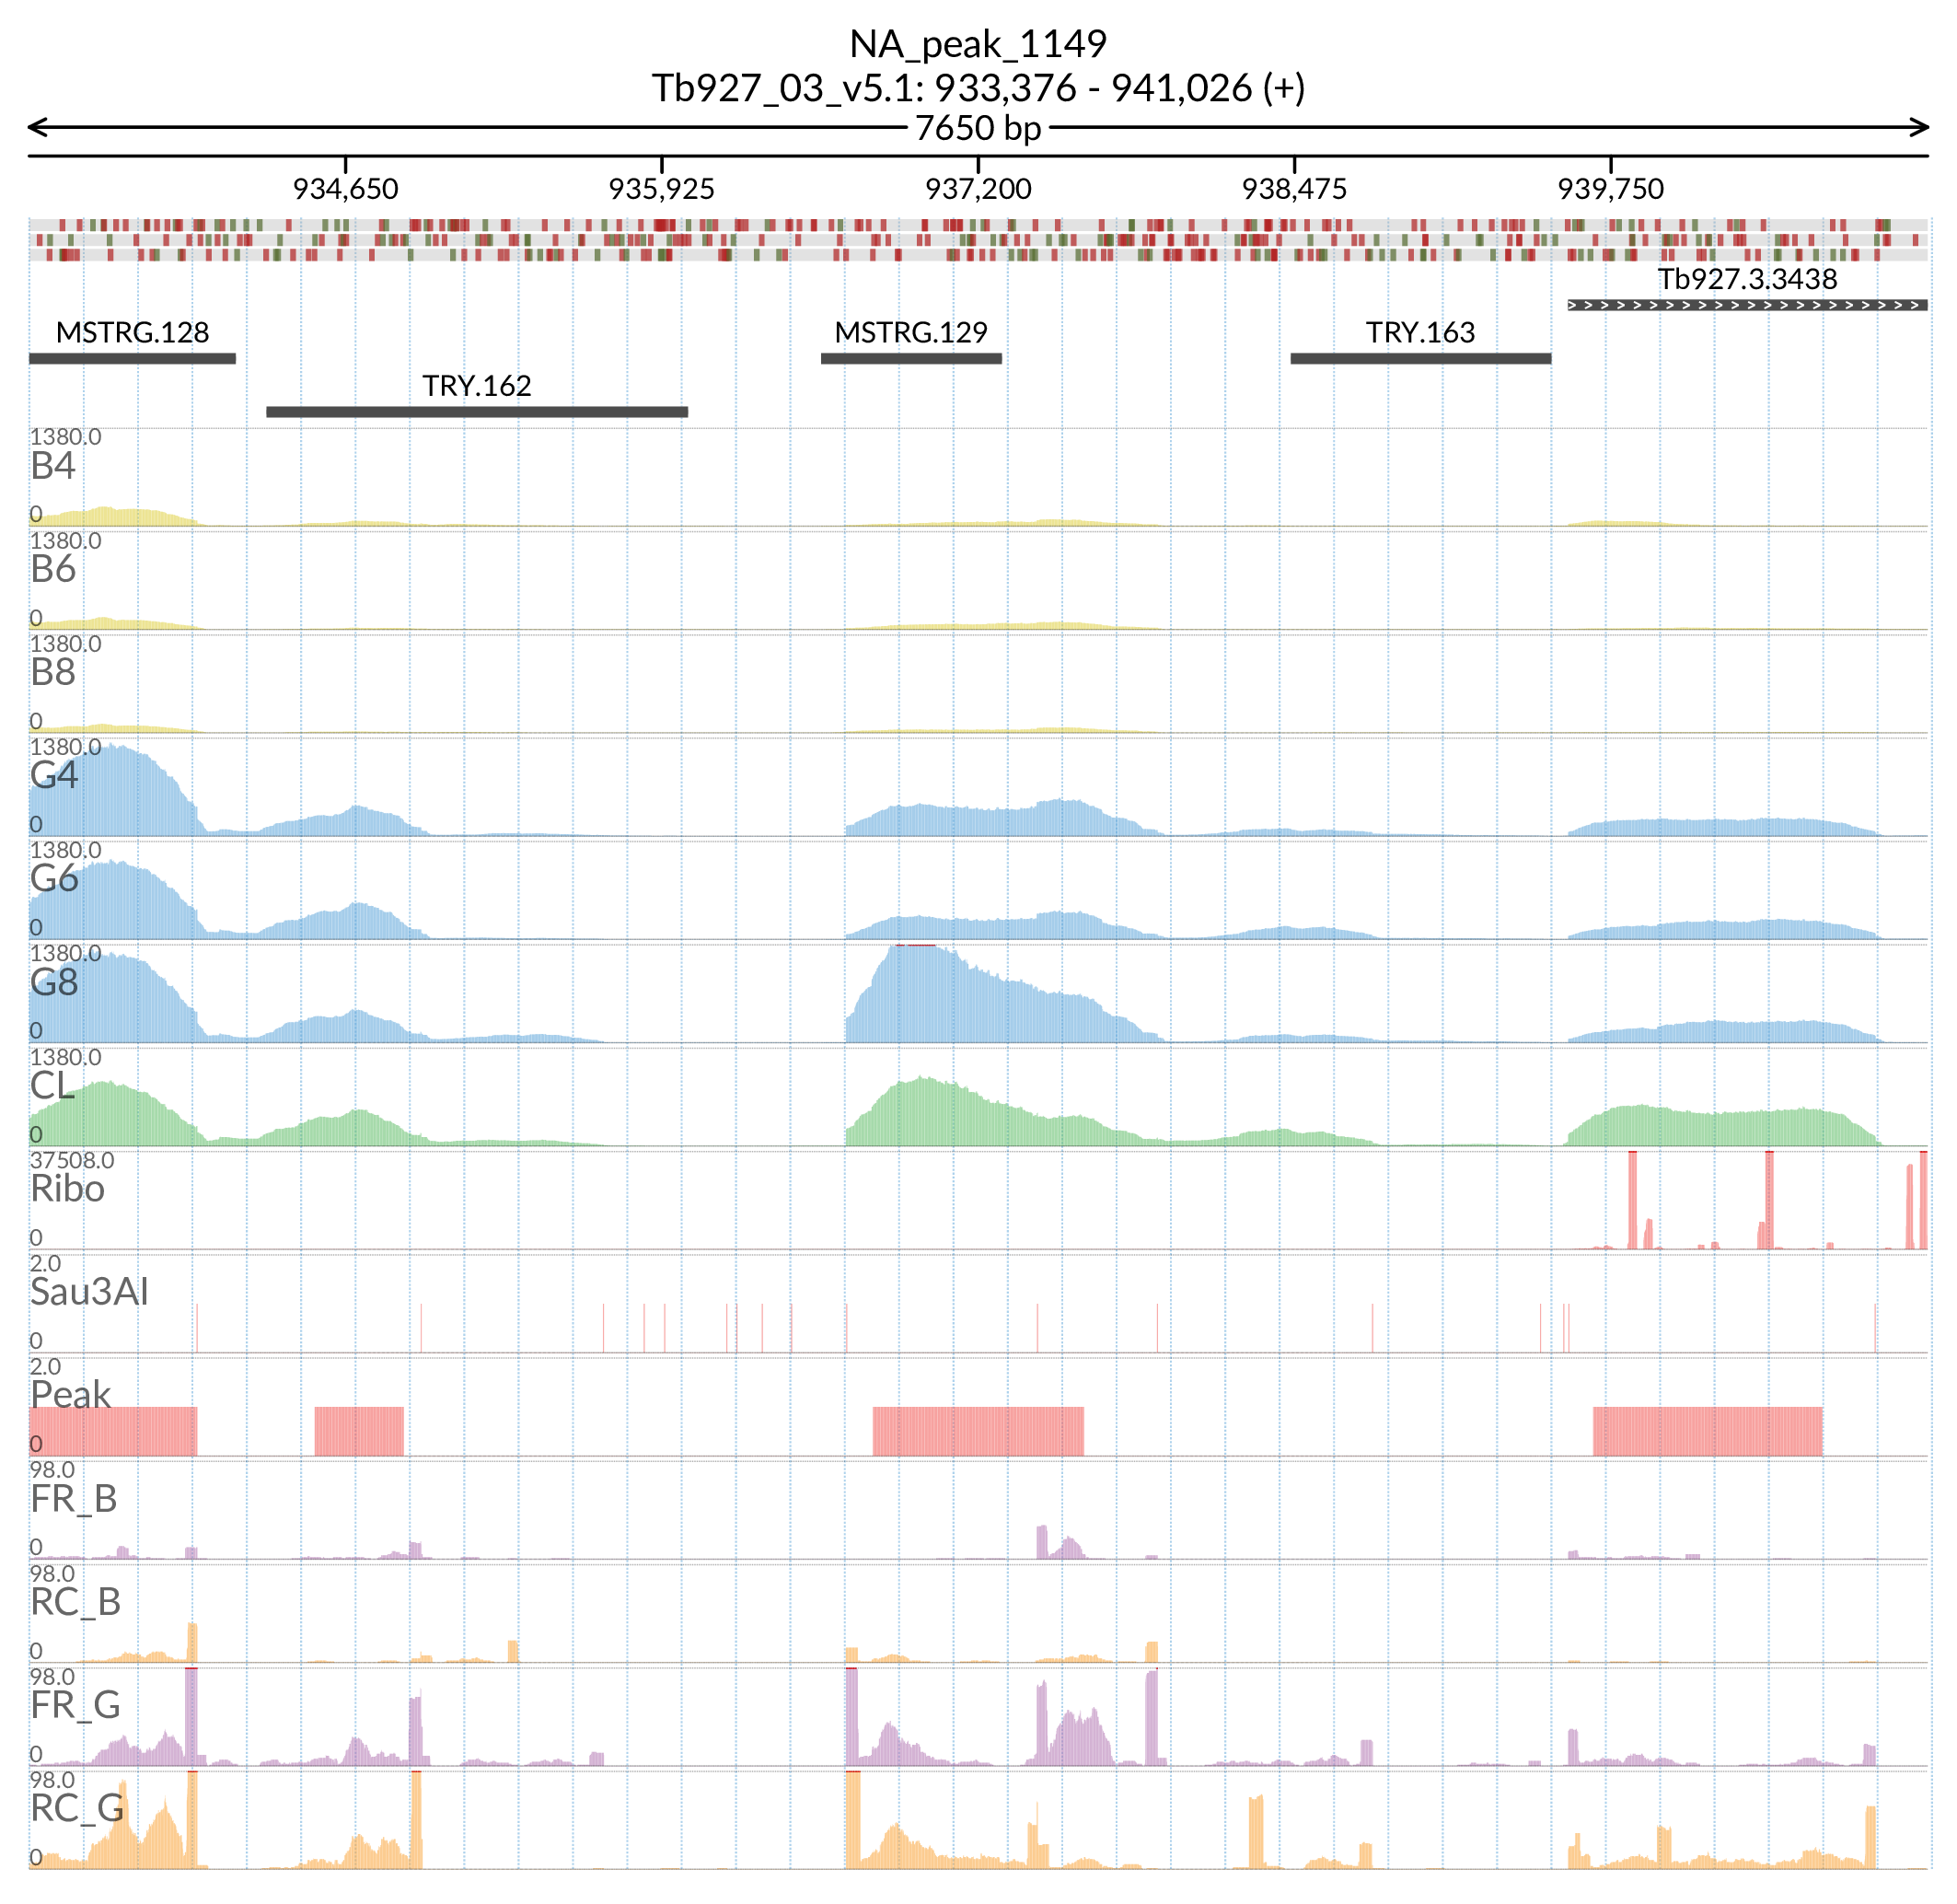 NA_peak_1149
Tb927_03_v5.1: 933,376 - 941,026 (+)
7650 bp
934,650 935,925 937,200 938,475 939,750
Tb927.3.3438
MSTRG.128 MSTRG.129 TRY.163
TRY.162
1380.0
B4
0
1380.0
B6
0
1380.0
B8
0
1380.0
G4
0
1380.0
G6
0
1380.0
G8
0
1380.0
CL
0
37508.0
Ribo
0
2.0
Sau3AI
0
2.0
Peak
0
98.0
FR_B
0
98.0
RC_B
0
98.0
FR_G
0
98.0
RC_G
0